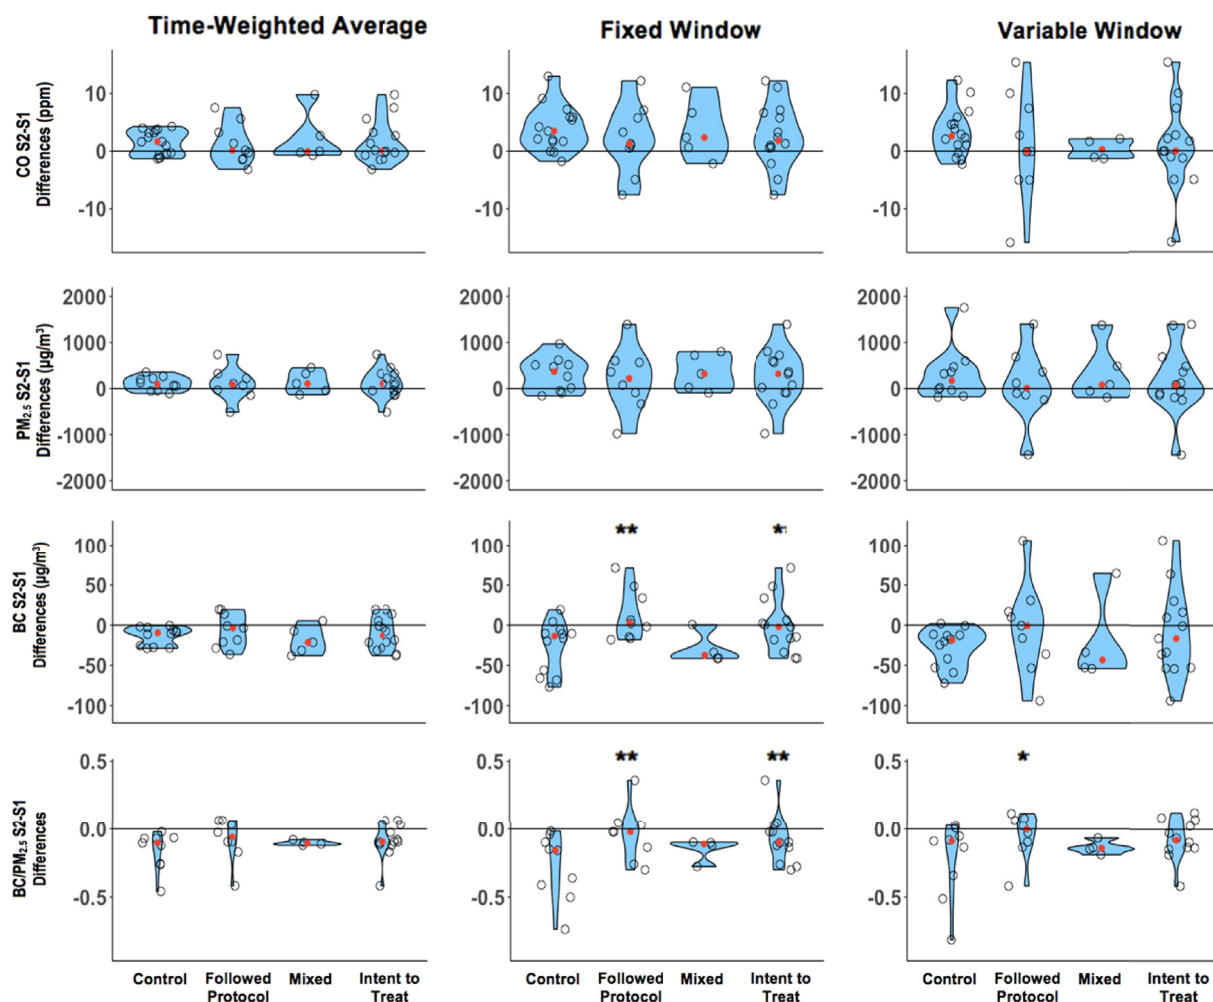 Time-Weighted Average Fixed Window Variable Window
CO S2-S1
Differences (ppm)
10 10 10
0 0 0
-10 -10 -10
PM2.5 S2-S1
Differences (µg/m³)
2000 2000 2000
1000 1000 1000
0 0 0
-1000 -1000 -1000
-2000 -2000 -2000
BC S2-S1
Differences (µg/m³)
** *
100 100 100
50 50 50
0 0 0
-50 -50 -50
-100 -100 -100
BC/PM2.5 S2-S1
Differences
** ** *
0.5 0.5 0.5
0.0 0.0 0.0
-0.5 -0.5 -0.5
Control Followed Mixed Intent to Control Followed Mixed Intent to Control Followed Mixed Intent to
Protocol Treat Protocol Treat Protocol Treat